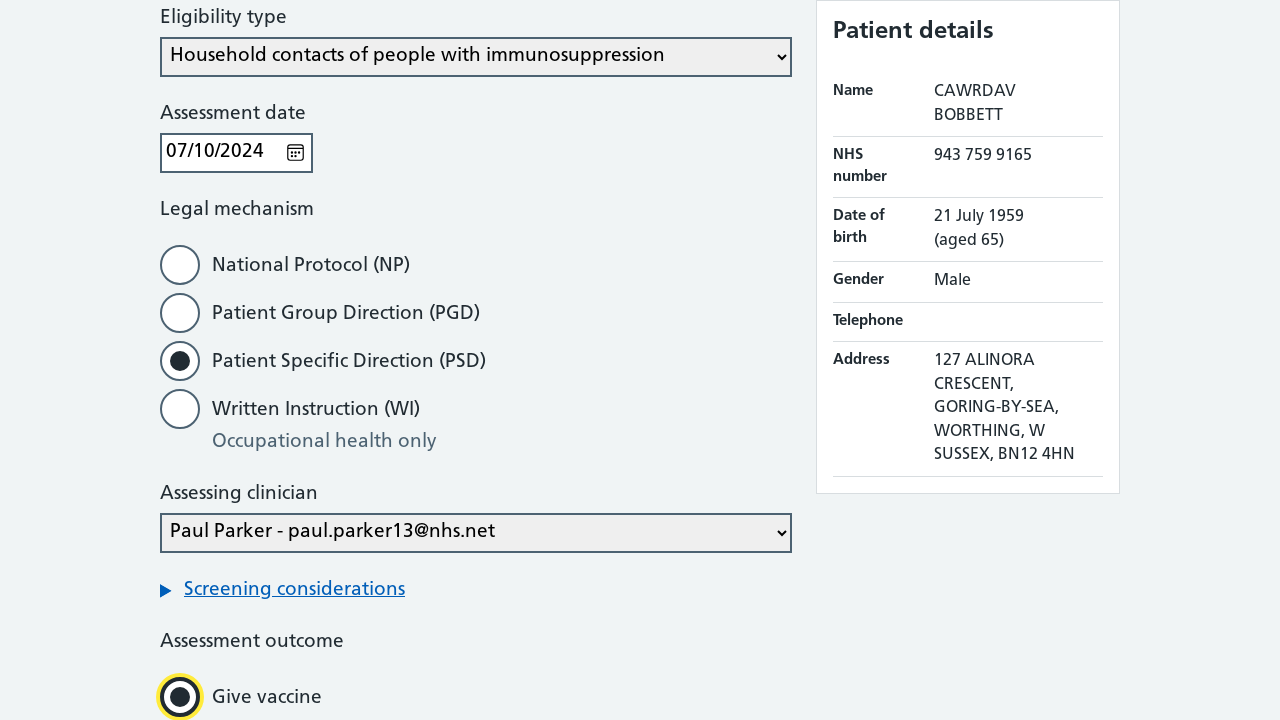 Eligibility type
Household contacts of people with immunosuppression
Assessment date
07/10/2024
Legal mechanism
National Protocol (NP)
Patient Group Direction (PGD)
Patient Specific Direction (PSD)
Written Instruction (WI)
Occupational health only
Assessing clinician
Paul Parker - paul.parker13@nhs.net
Screening considerations
Assessment outcome
Give vaccine
Patient details
Name
CAWRDAV
BOBBETT
NHS
number
943 759 9165
Date of
birth
21 July 1959
(aged 65)
Gender
Male
Telephone
Address
127 ALINORA
CRESCENT,
GORING-BY-SEA,
WORTHING, W
SUSSEX, BN12 4HN